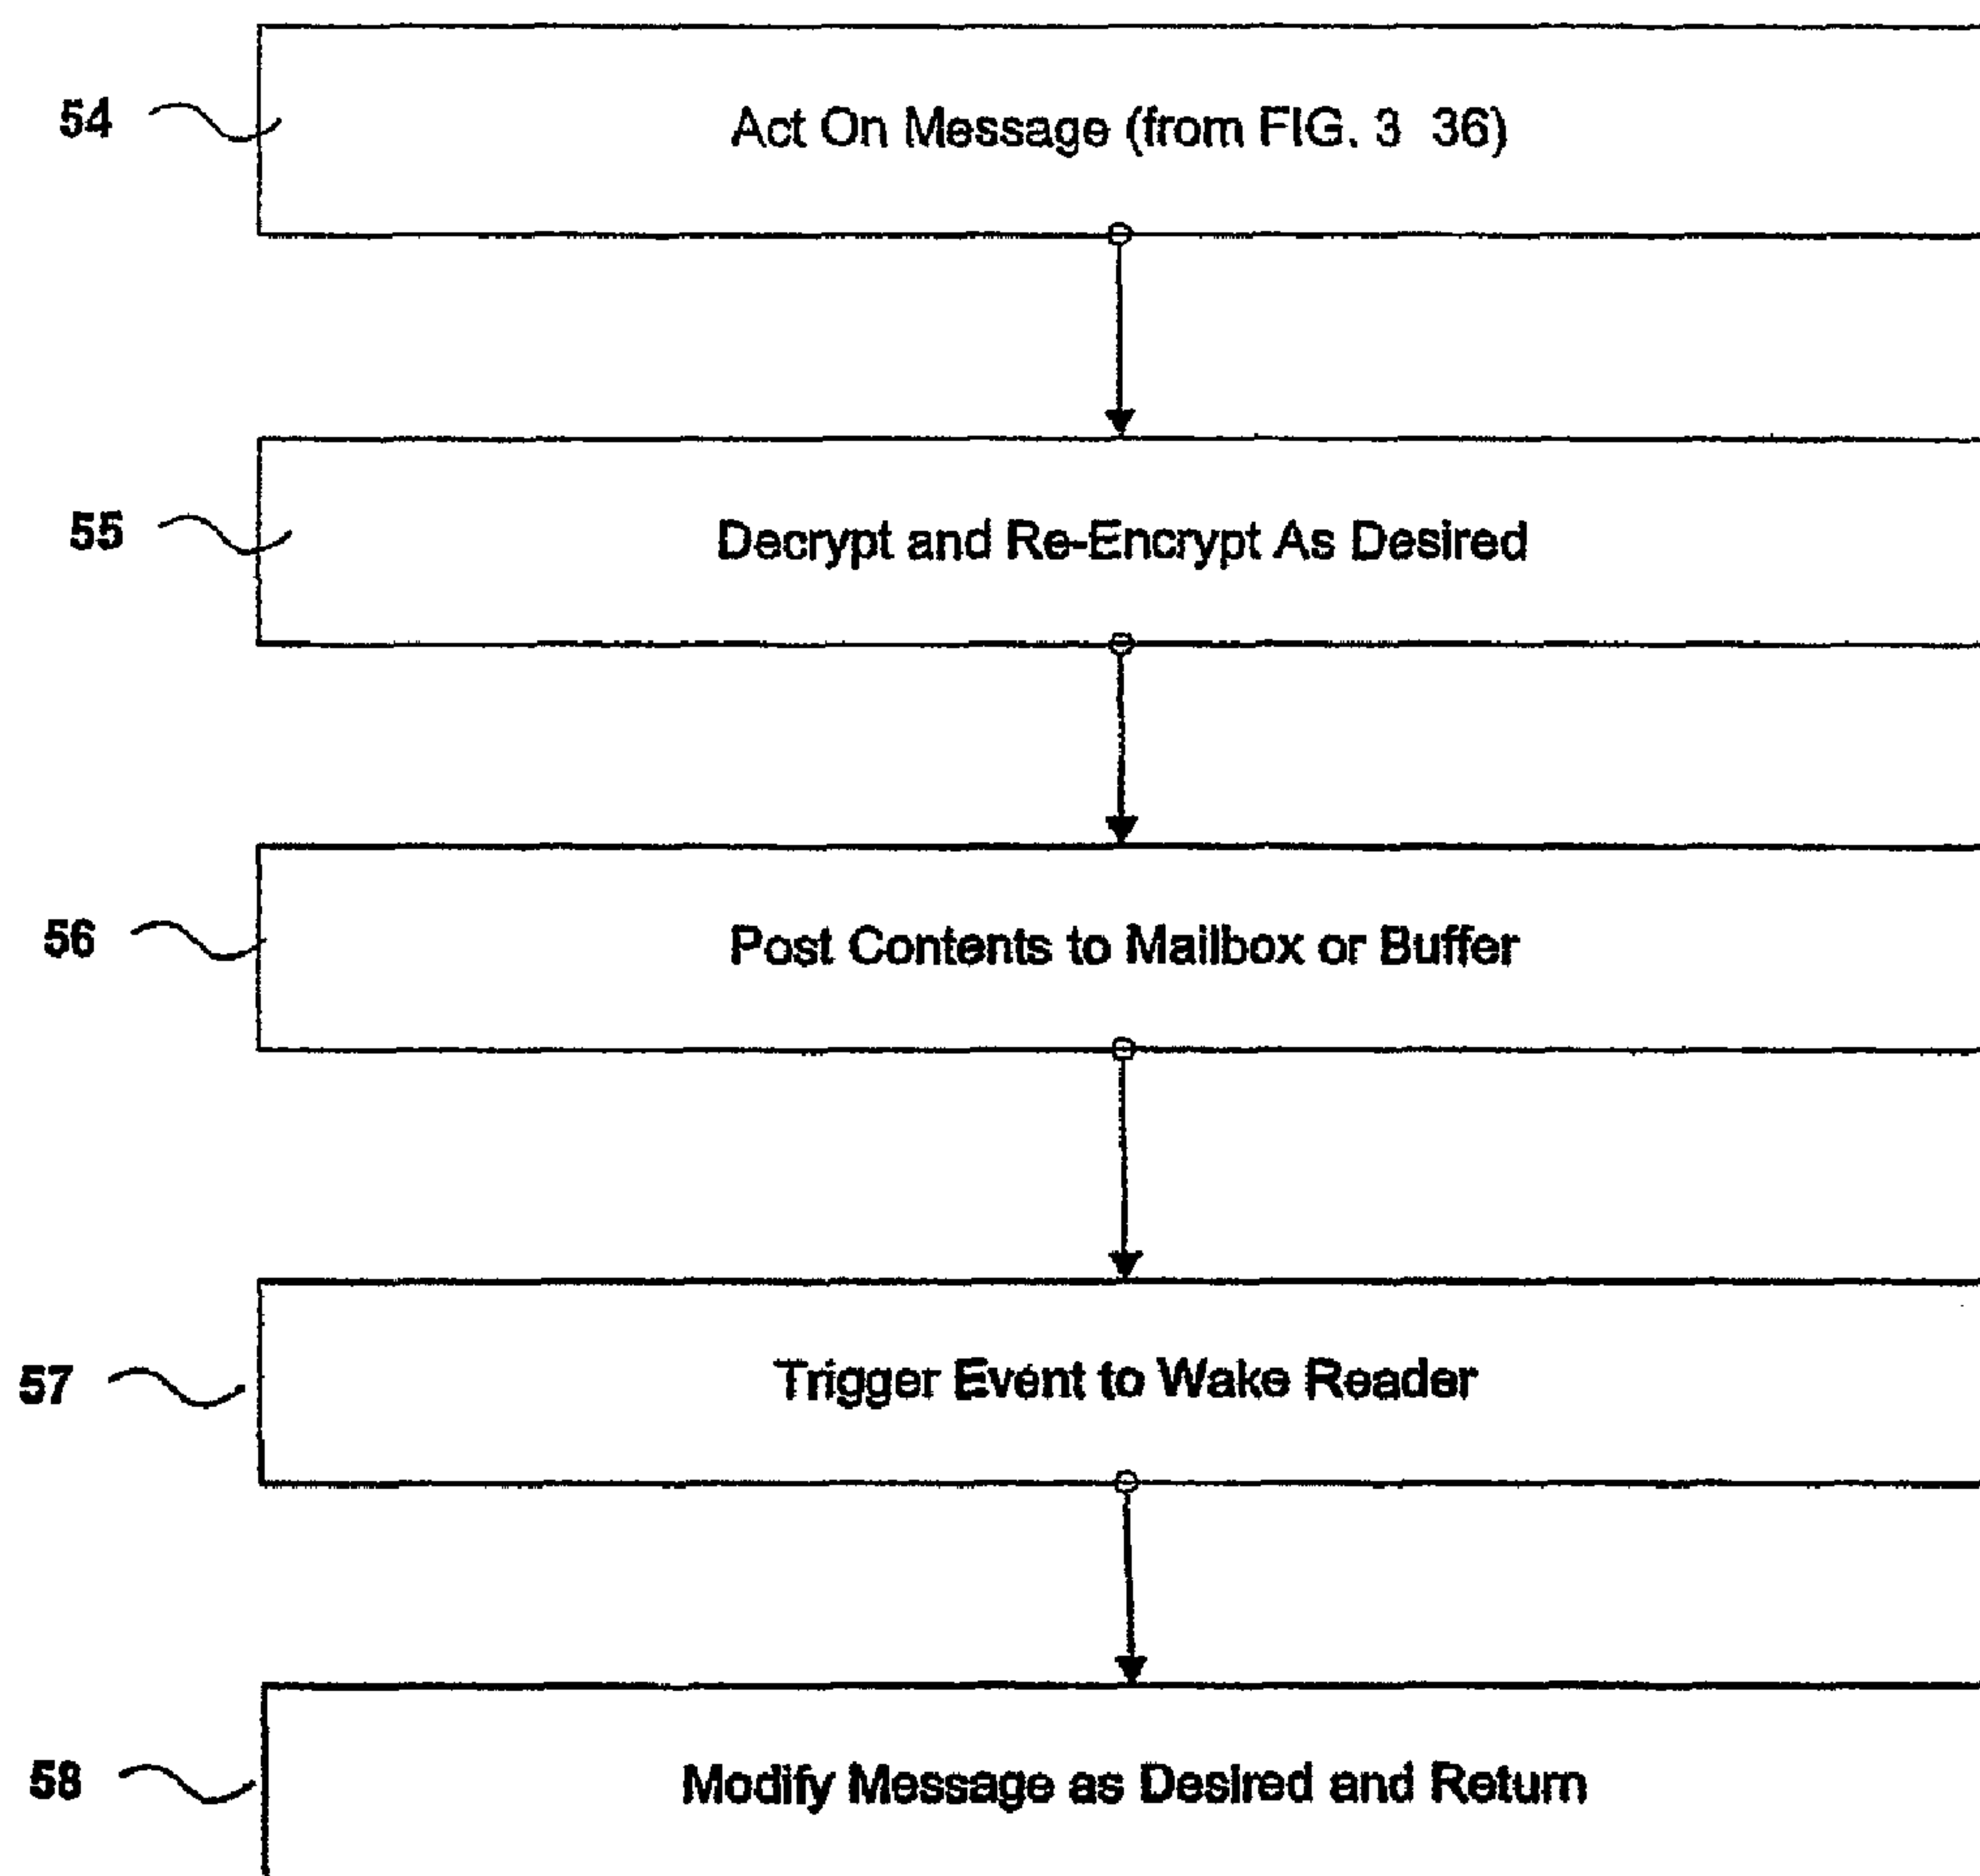 54
Act On Message (from FIG. 3 36)
55
Decrypt and Re-Encrypt As Desired
56
Post Contents to Mailbox or Buffer
57
Trigger Event to Wake Reader
58
Modify Message as Desired and Return